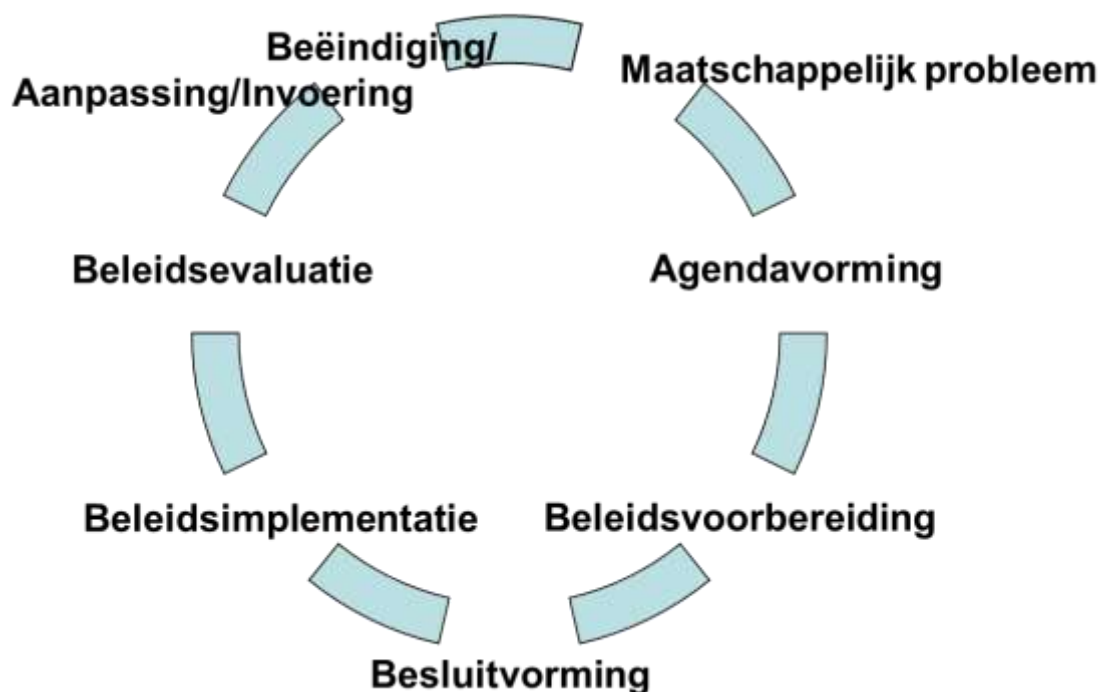 Beëindiging/
Aanpassing/Invoering
Maatschappelijk probleem
Beleidsevaluatie
Agendavorming
Beleidsimplementatie
Beleidsvoorbereiding
Besluitvorming